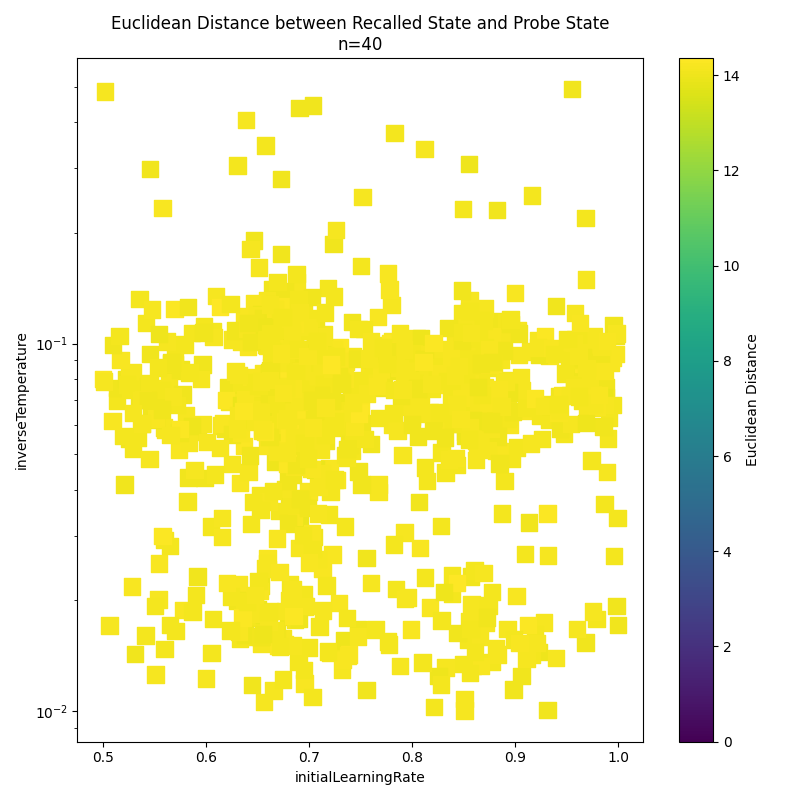 Euclidean Distance between Recalled State and Probe State
n=40
inverseTemperature
10⁻¹
10⁻²
0.5 0.6 0.7 0.8 0.9 1.0
initialLearningRate
14
12
10
8
6
4
2
0
Euclidean Distance